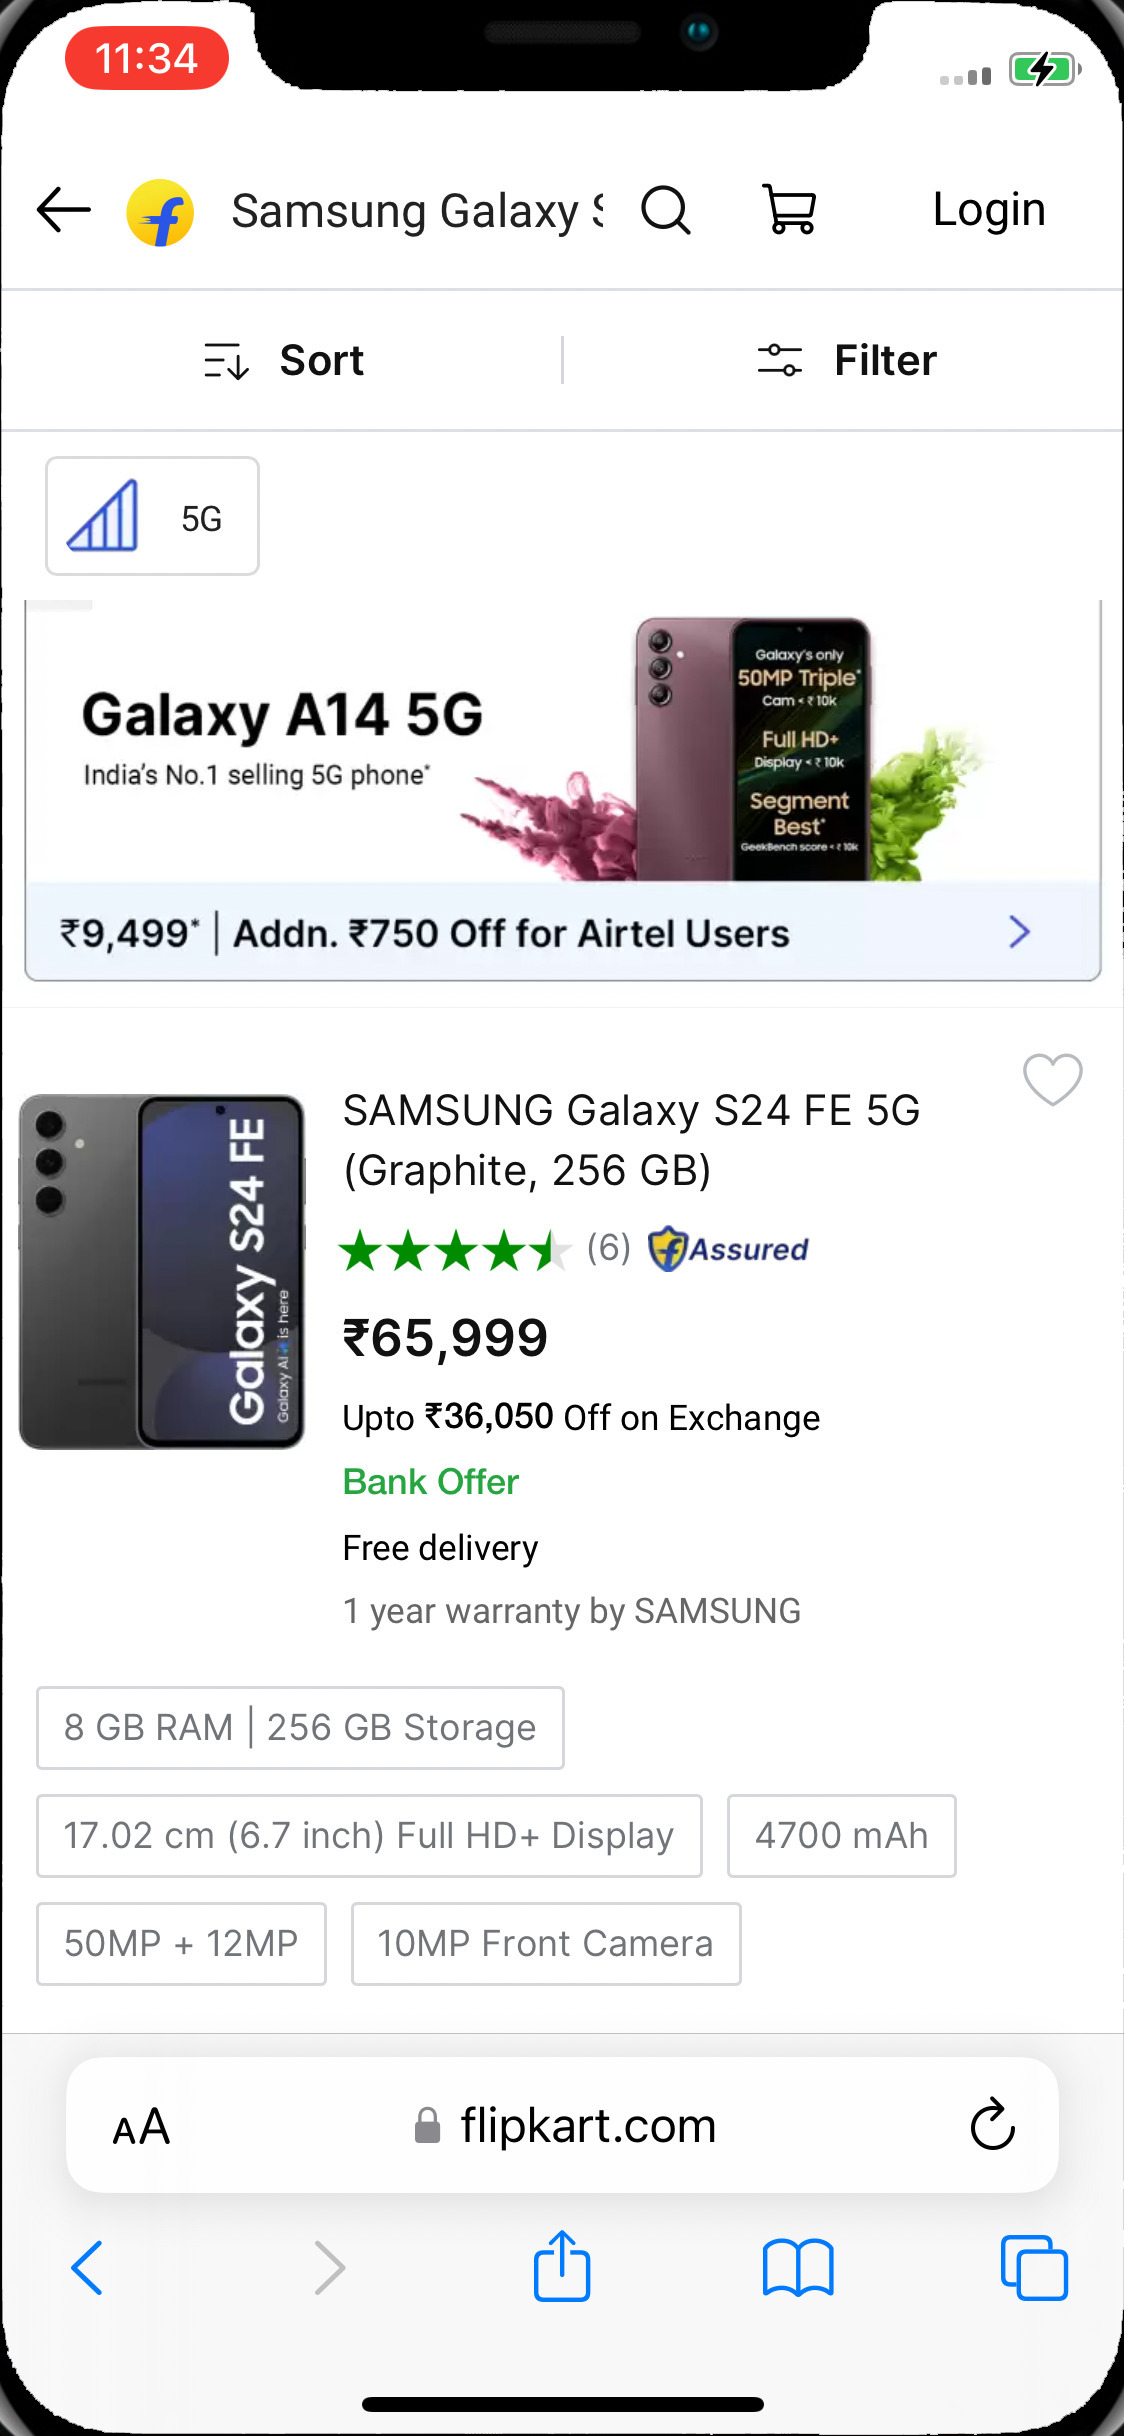 11:34
Samsung Galaxy S
Login
Sort
Filter
5G
Galaxy A14 5G
India's No.1 selling 5G phone*
Galaxy's only
50MP Triple*
Cam < ₹ 10k
Full HD+
Display < ₹ 10k
Segment
Best*
GeekBench score < ₹ 10k
₹9,499* | Addn. ₹750 Off for Airtel Users
Galaxy S24 FE
Galaxy AI is here
SAMSUNG Galaxy S24 FE 5G
(Graphite, 256 GB)
(6) Assured
₹65,999
Upto ₹36,050 Off on Exchange
Bank Offer
Free delivery
1 year warranty by SAMSUNG
8 GB RAM | 256 GB Storage
17.02 cm (6.7 inch) Full HD+ Display
4700 mAh
50MP + 12MP
10MP Front Camera
AA
flipkart.com